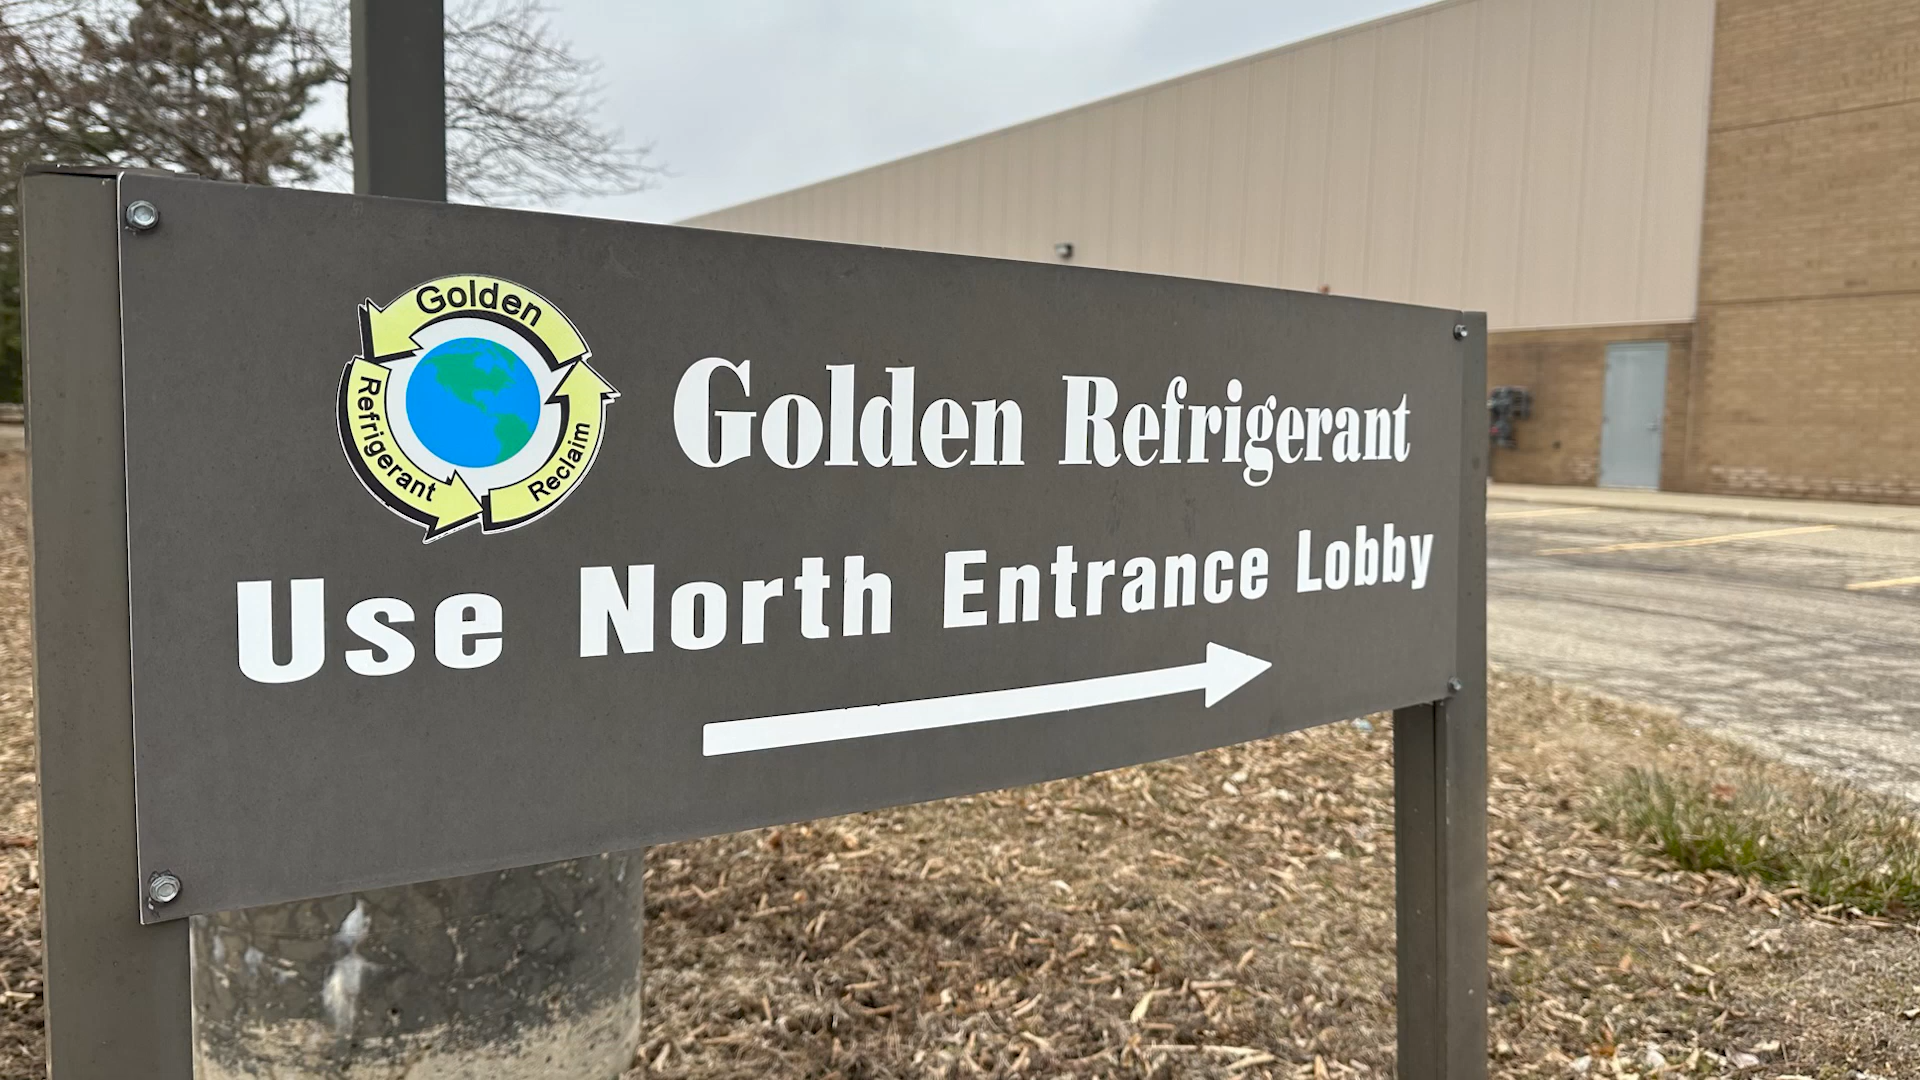 Golden
Refrigerant
Reclaim
Golden Refrigerant
Use North Entrance Lobby